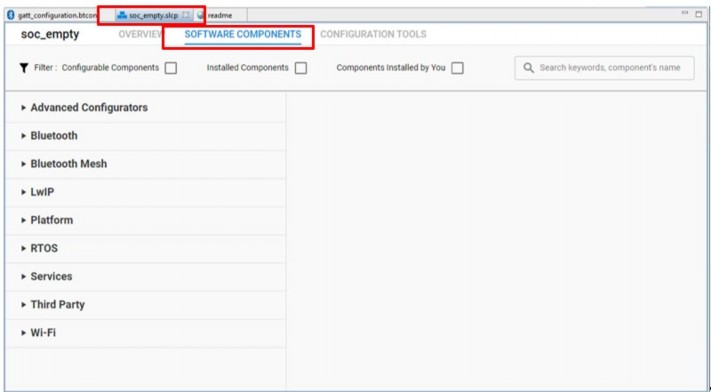 gatt_configuration.btcon soc_empty.slcp readme
soc_empty OVERVIEW SOFTWARE COMPONENTS CONFIGURATION TOOLS
Filter : Configurable Components Installed Components Components Installed by You Search keywords, component's name
Advanced Configurators
Bluetooth
Bluetooth Mesh
LwIP
Platform
RTOS
Services
Third Party
Wi-Fi